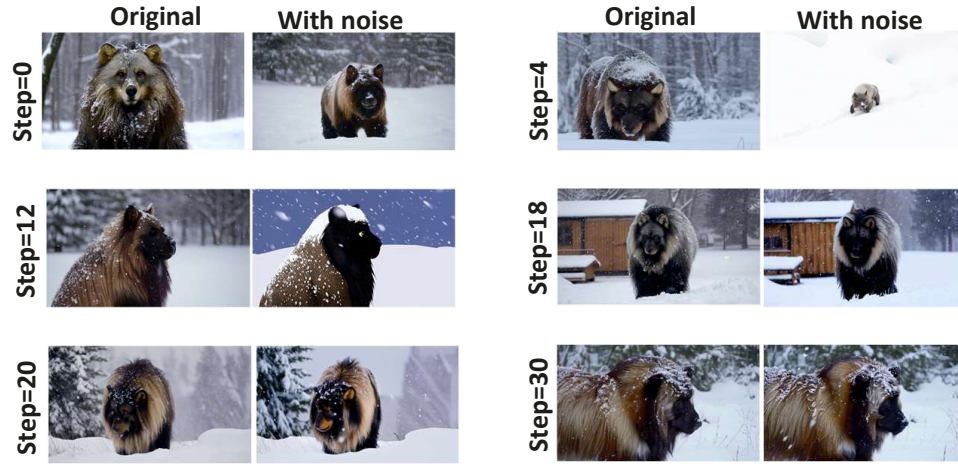 Original With noise Original With noise
Step=0
Step=4
Step=12
Step=18
Step=20
Step=30